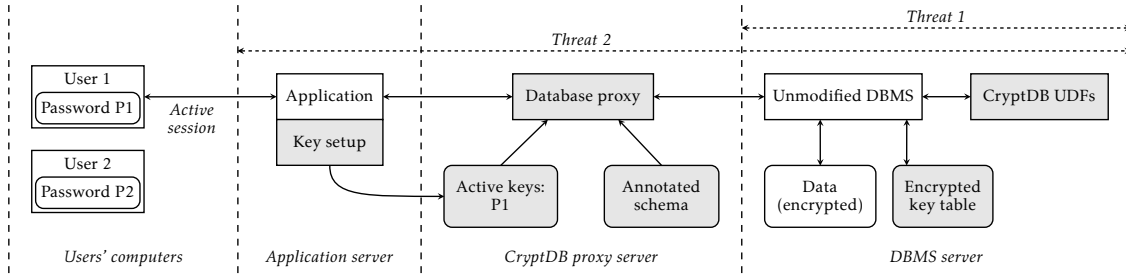 Threat 1
Threat 2
User 1
Password P1
Active
session
Application
Key setup
Database proxy
Unmodified DBMS
CryptDB UDFs
User 2
Password P2
Active keys:
P1
Annotated
schema
Data
(encrypted)
Encrypted
key table
Users’ computers
Application server
CryptDB proxy server
DBMS server